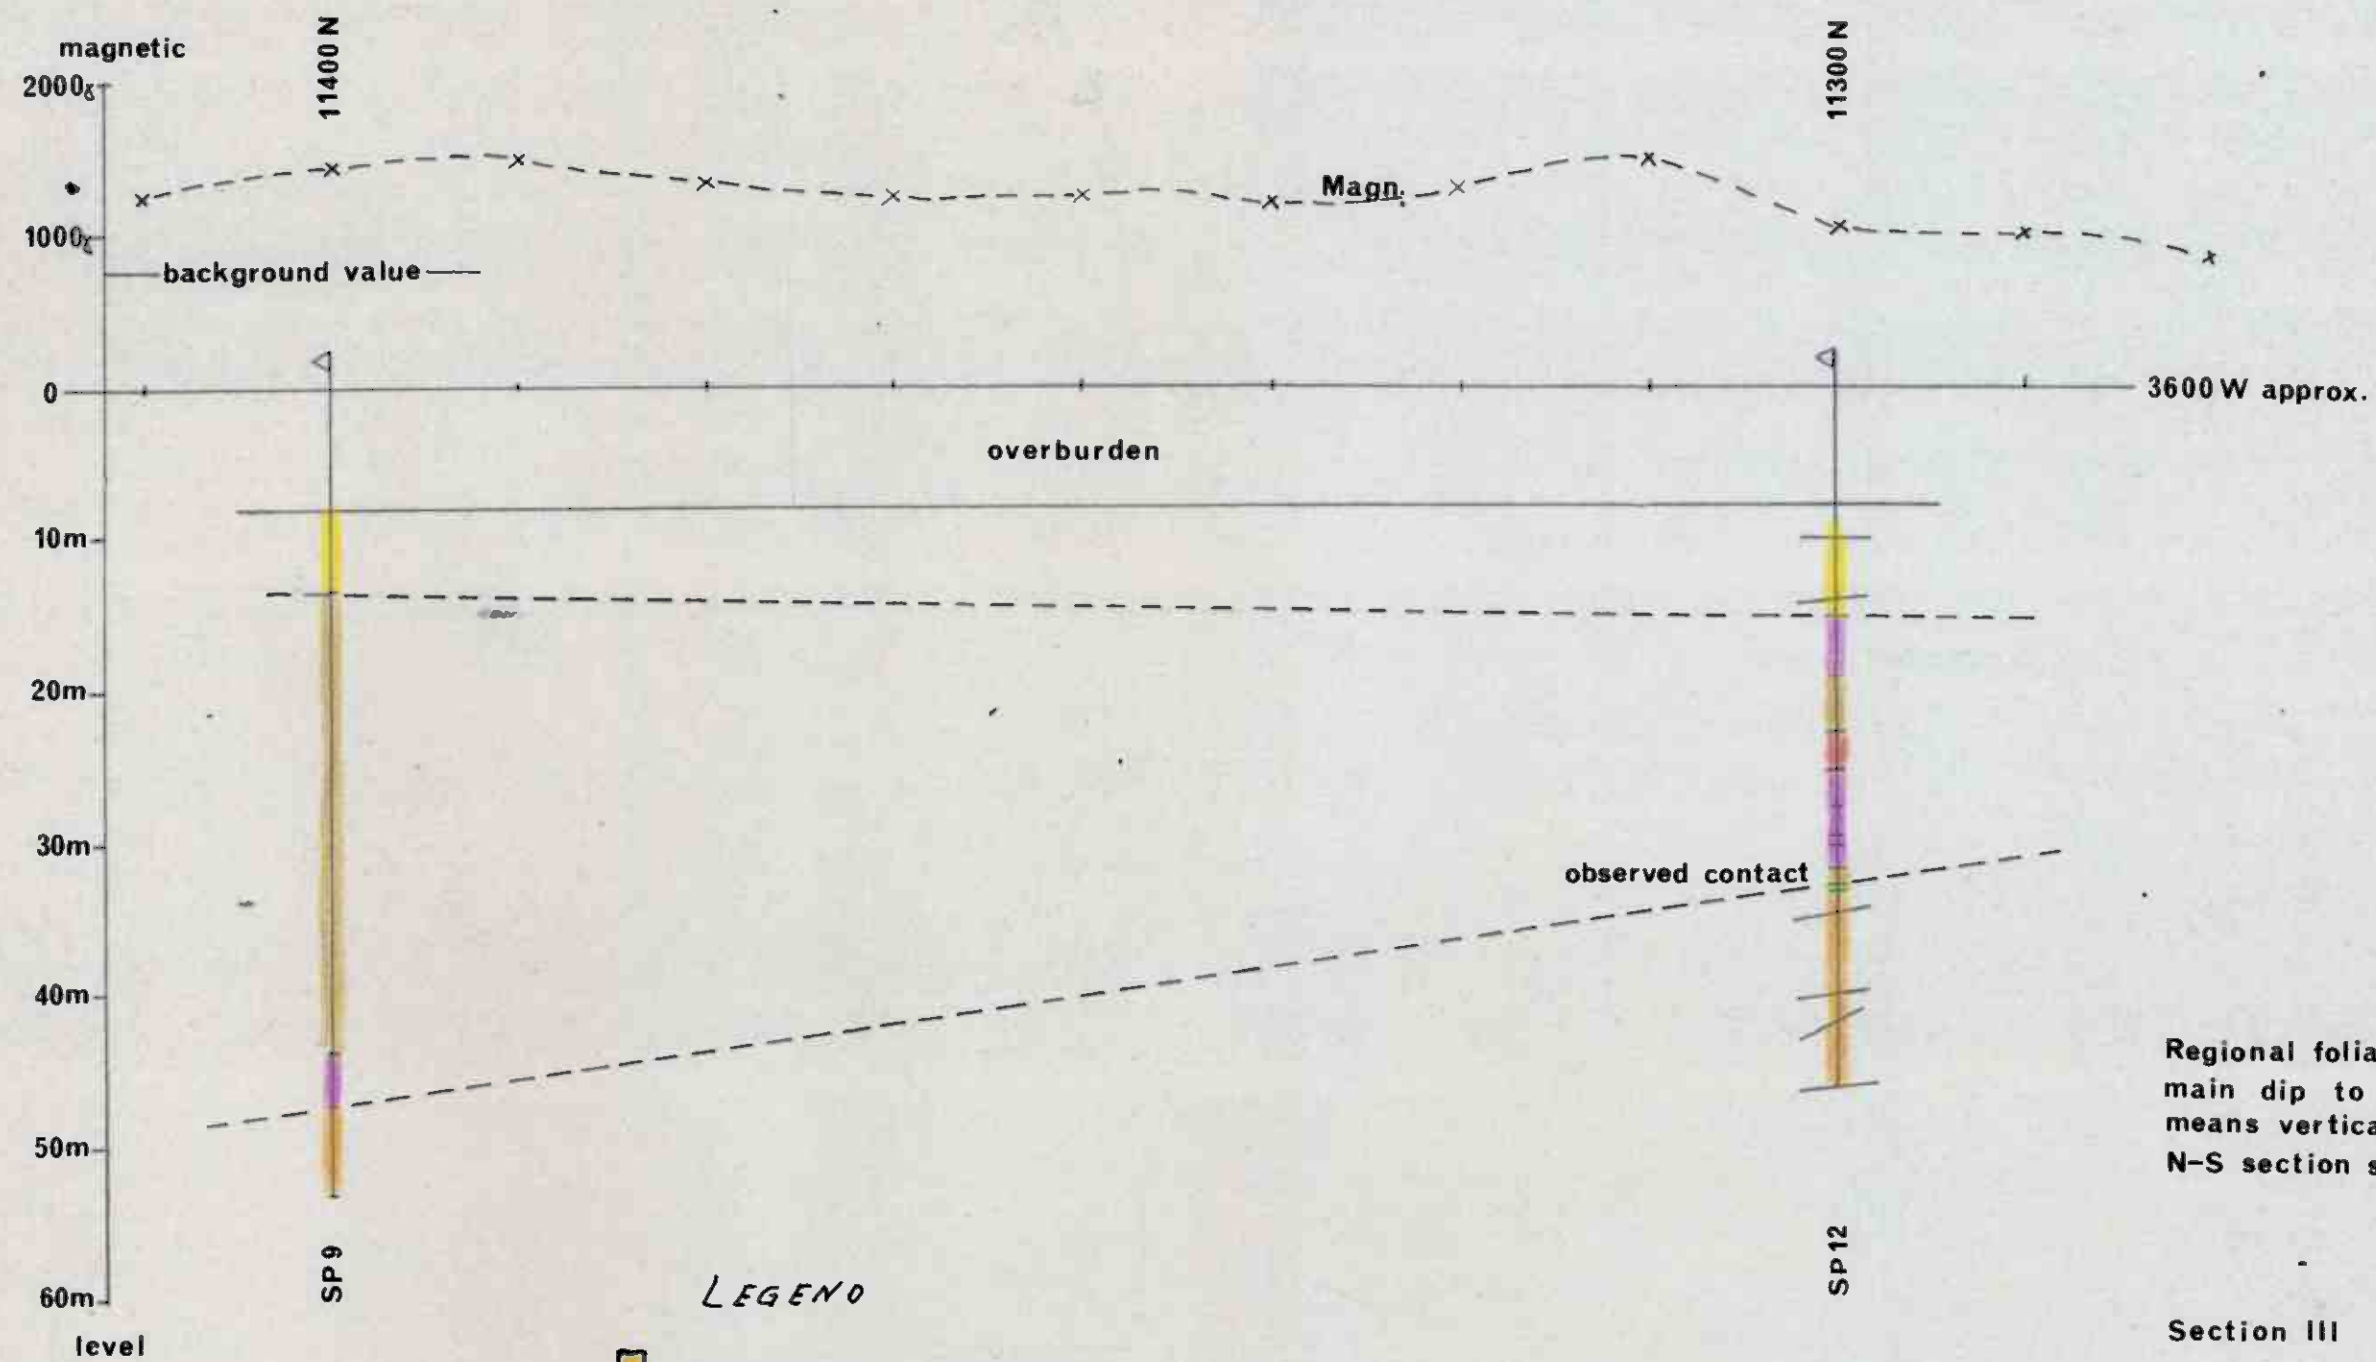 magnetic
11400 N
11300 N
2000γ
1000γ
Magn.
background value
0
3600 W approx.
overburden
10m
20m
30m
observed contact
40m
50m
60m
level
SP 9
SP 12
LEGEND
Regional folia
main dip to
means vertica
N-S section s
Section III